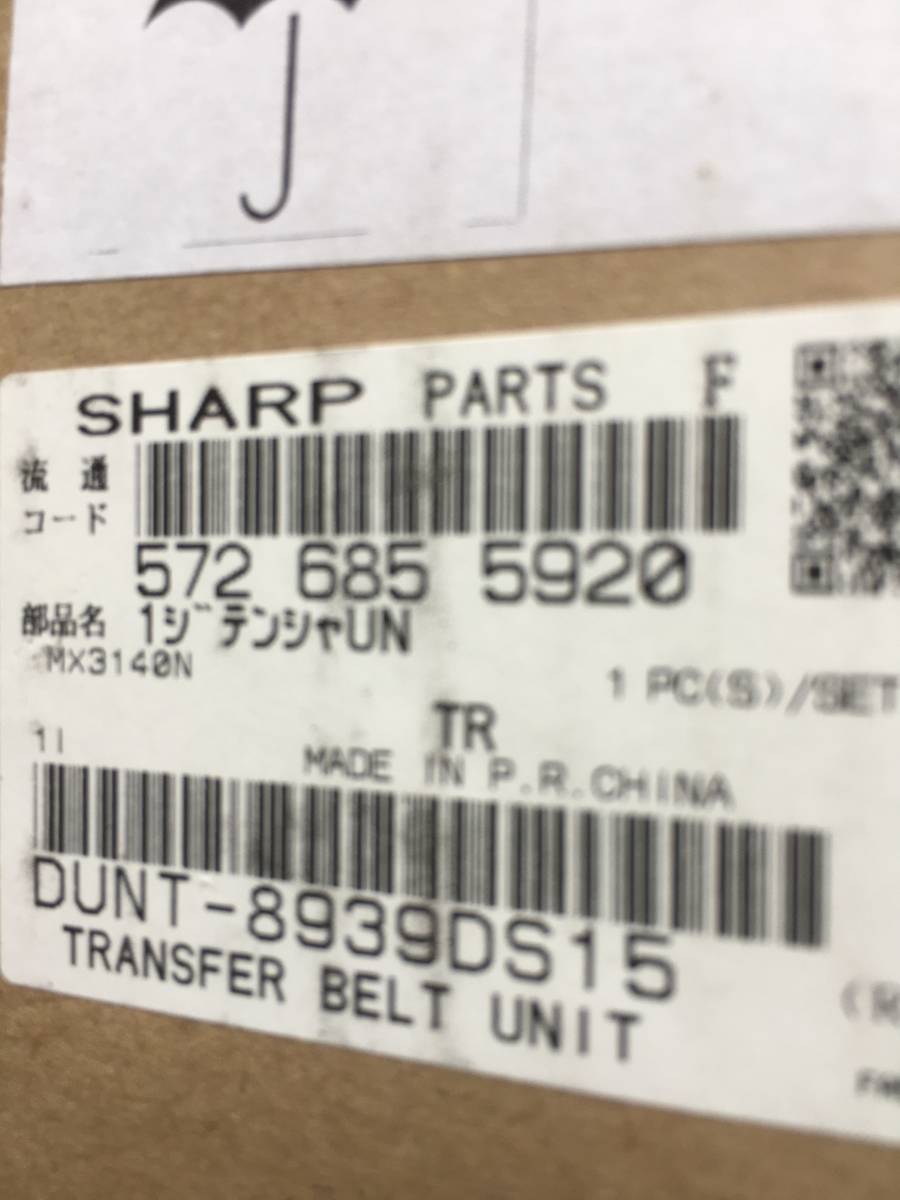 SHARP PARTS F
流通
コード
572 685 5920
部品名 1ジテンシャUN
MX3140N
1 PC(S)/SET
TR
11
MADE IN P.R.CHINA
DUNT-8939DS15
TRANSFER BELT UNIT